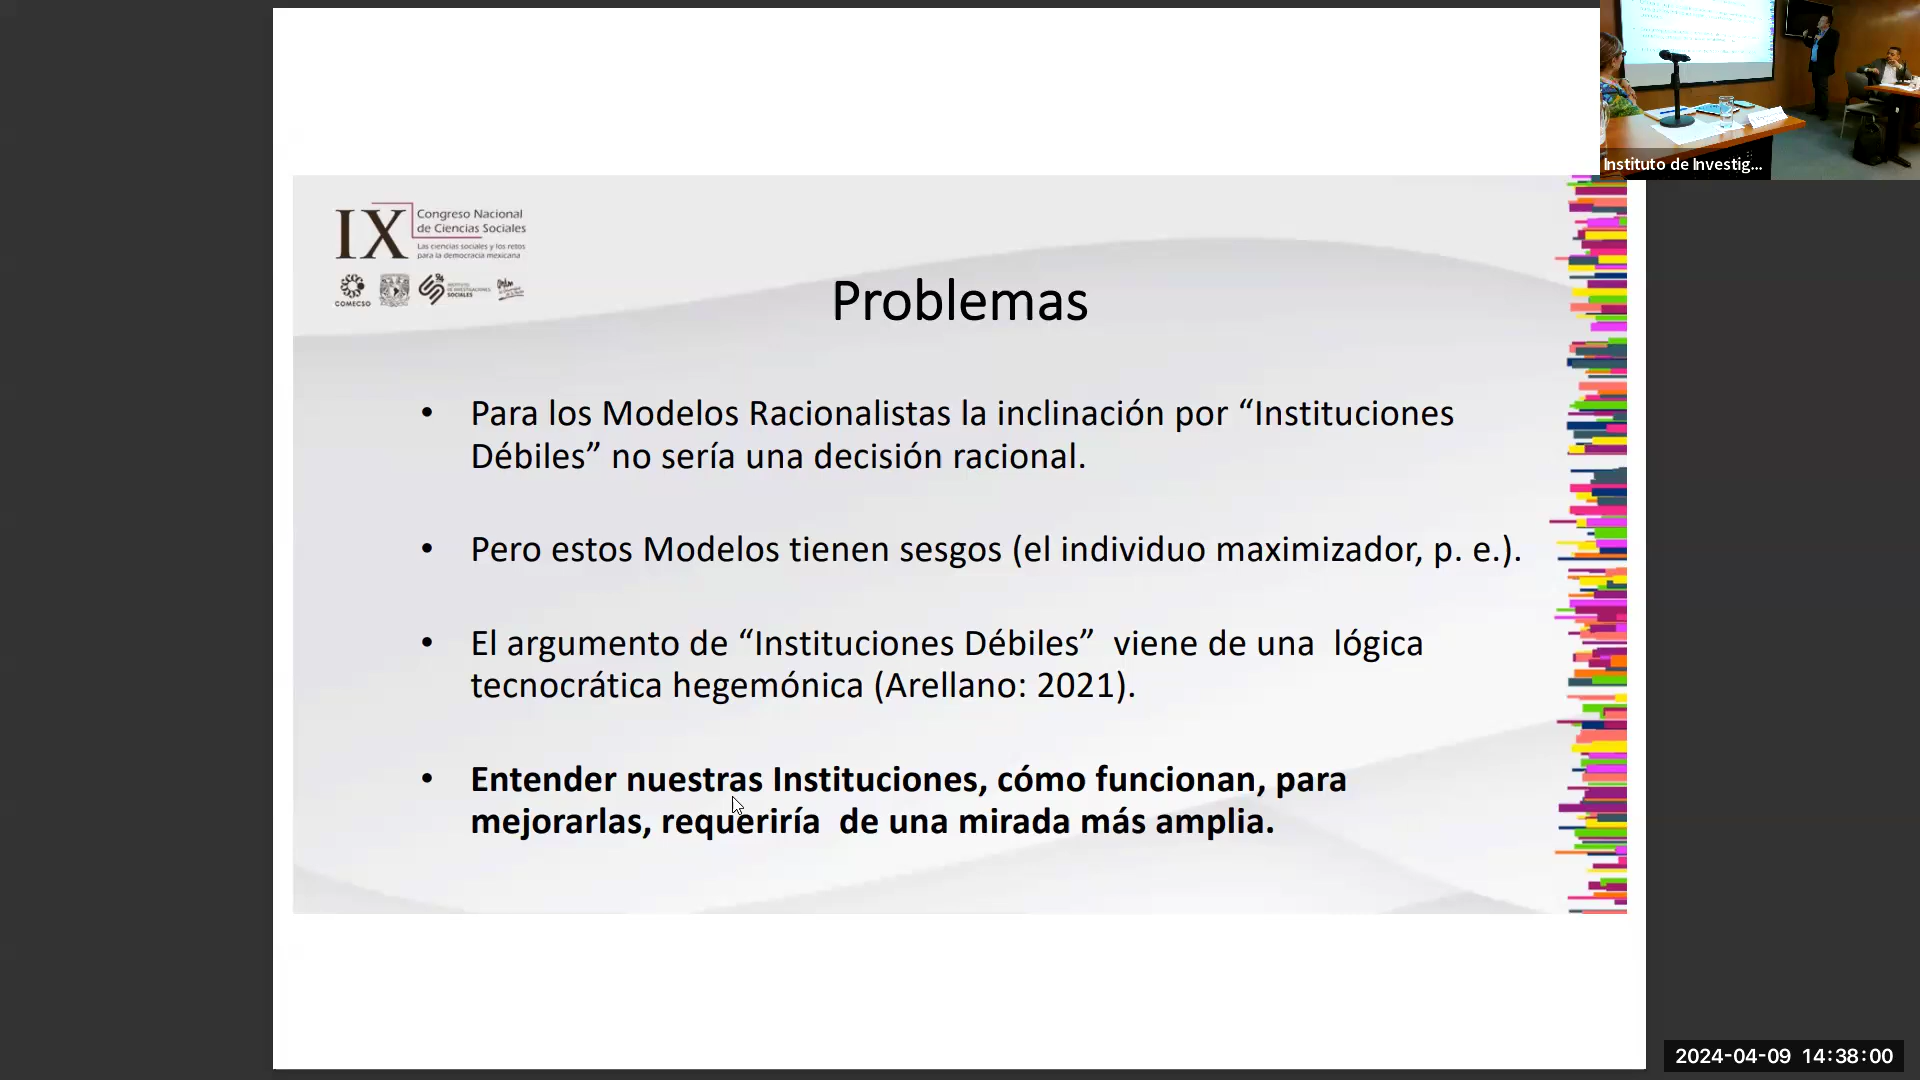 Instituto de Investig...
IX
Congreso Nacional
de Ciencias Sociales
Las ciencias sociales y los retos
para la democracia mexicana
COMECSO
INSTITUTO
DE INVESTIGACIONES
SOCIALES
Problemas
• Para los Modelos Racionalistas la inclinación por “Instituciones
Débiles” no sería una decisión racional.
• Pero estos Modelos tienen sesgos (el individuo maximizador, p. e.).
• El argumento de “Instituciones Débiles” viene de una lógica
tecnocrática hegemónica (Arellano: 2021).
• Entender nuestras Instituciones, cómo funcionan, para
mejorarlas, requeriría de una mirada más amplia.
2024-04-09 14:38:00